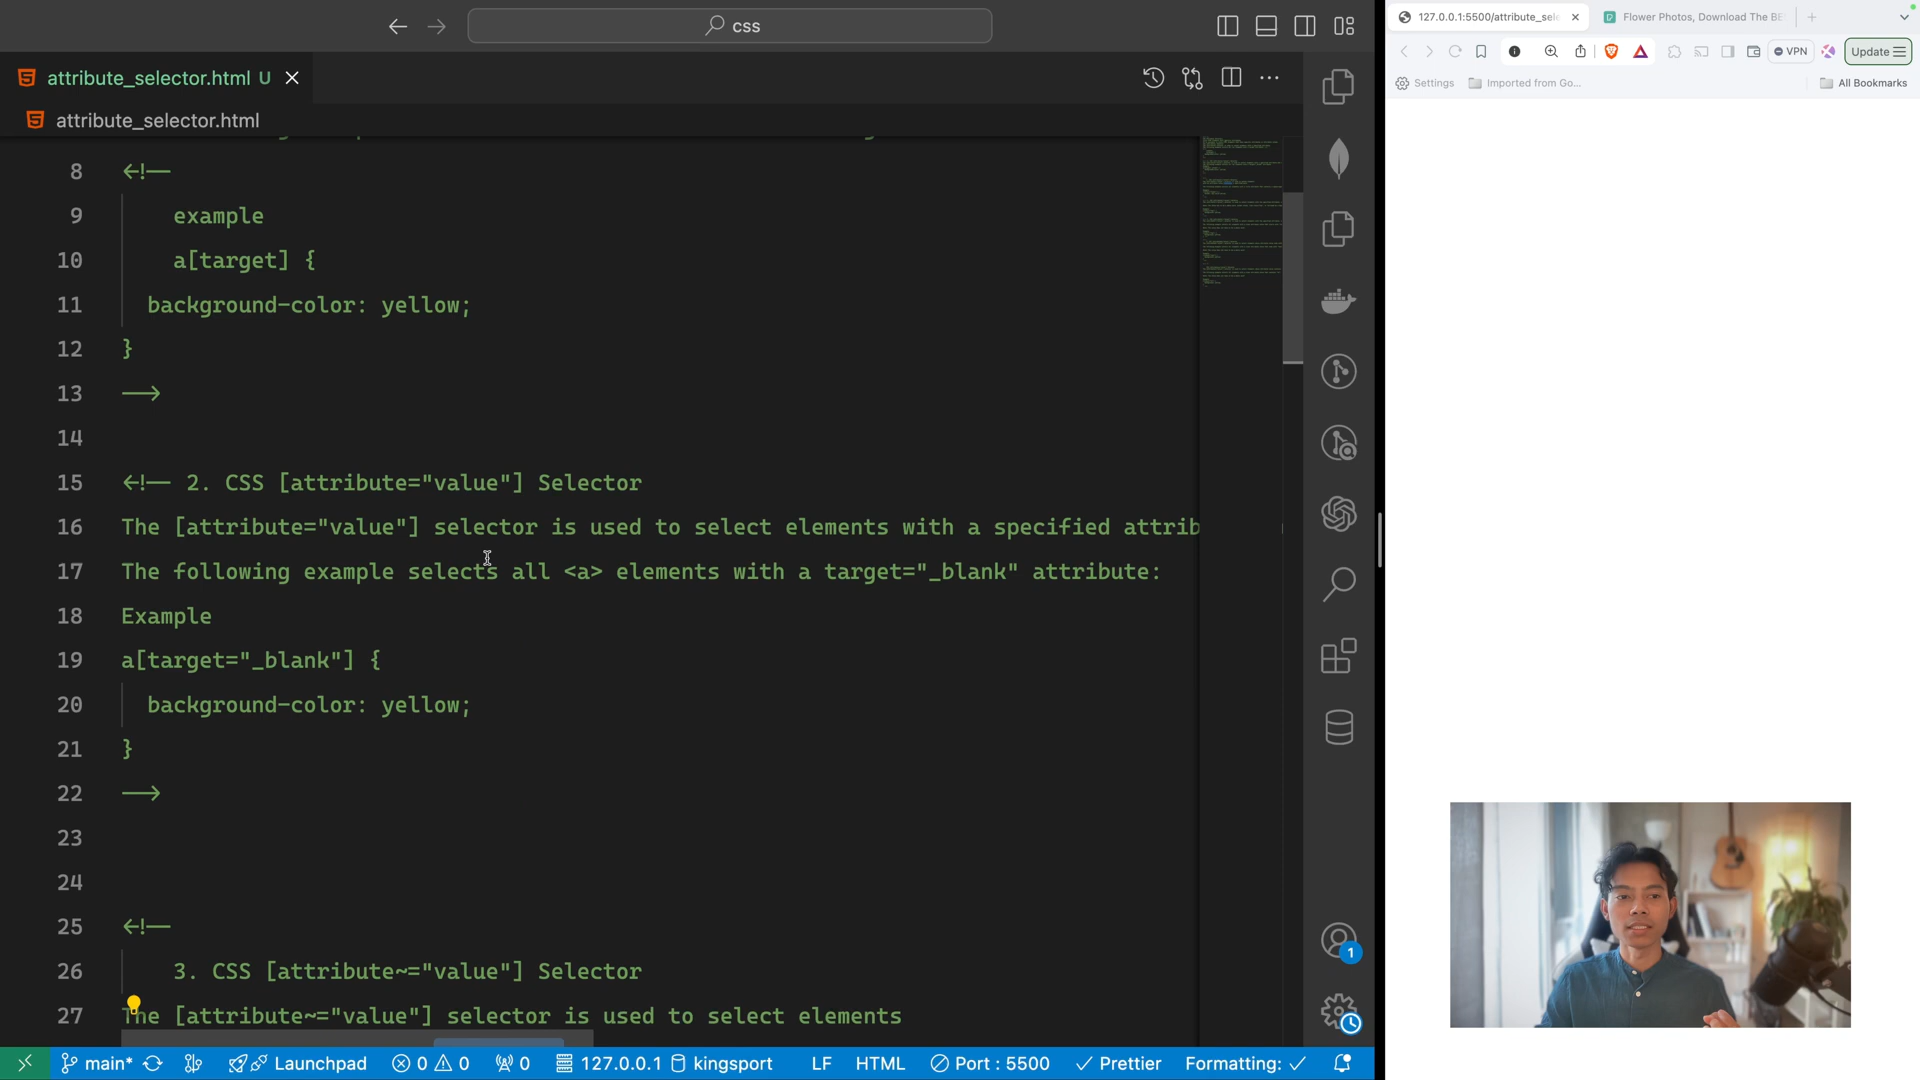 css
127.0.0.1:5500/attribute_sel
Flower Photos, Download The BE
VPN
Update
Settings
Imported from Go...
All Bookmarks
attribute_selector.html U
attribute_selector.html
8 <!--
9 example
10 a[target] {
11 background-color: yellow;
12 }
13 -->
14
15 <!-- 2. CSS [attribute="value"] Selector
16 The [attribute="value"] selector is used to select elements with a specified attrib
17 The following example selects all <a> elements with a target="_blank" attribute:
18 Example
19 a[target="_blank"] {
20 background-color: yellow;
21 }
22 -->
23
24
25 <!--
26 3. CSS [attribute~="value"] Selector
27 The [attribute~="value"] selector is used to select elements
1
main* Launchpad 0 0 0 127.0.0.1 kingsport LF HTML Port : 5500 Prettier Formatting: